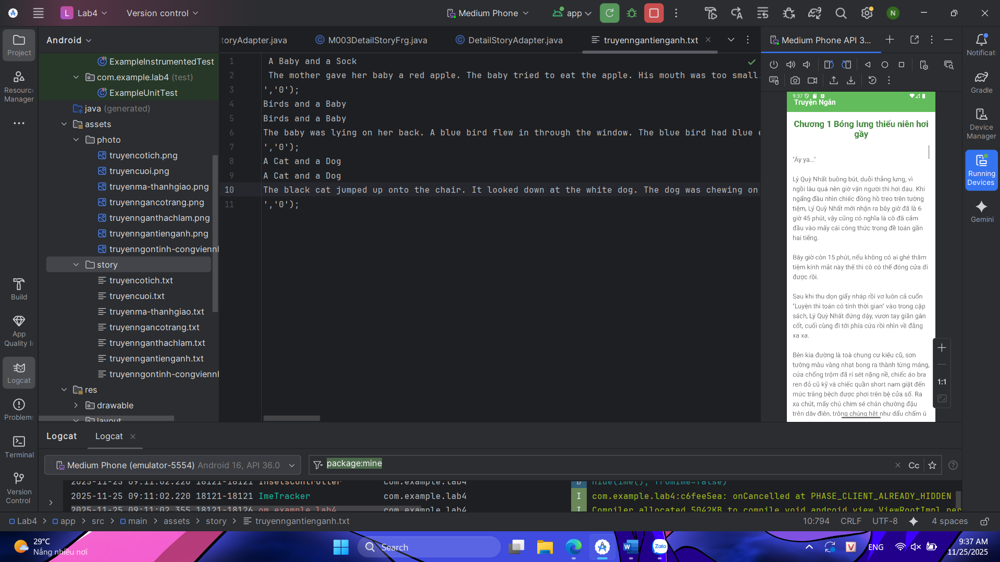 L Lab4 Version control Medium Phone app N
Android
toryAdapter.java M003DetailStoryFrg.java DetailStoryAdapter.java truyenngantienganh.txt
Medium Phone API 3...
Project
Resource
Manager
Build
App
Quality
Logcat
Problems
Terminal
Version
Control
ExampleInstrumentedTest
com.example.lab4 (test)
ExampleUnitTest
java (generated)
assets
photo
truyencotich.png
truyencuoi.png
truyenma-thanhgiao.png
truyenngancotrang.png
truyennganthachlam.png
truyenngantienganh.png
truyenngontinh-congvienn
story
truyencotich.txt
truyencuoi.txt
truyenma-thanhgiao.txt
truyenngancotrang.txt
truyennganthachlam.txt
truyenngantienganh.txt
truyenngontinh-congvienn
res
drawable
layout
1 A Baby and a Sock
2 The mother gave her baby a red apple. The baby tried to eat the apple. His mouth was too small.
3 ','0');
4 Birds and a Baby
5 Birds and a Baby
6 The baby was lying on her back. A blue bird flew in through the window. The blue bird had blue e
7 ','0');
8 A Cat and a Dog
9 A Cat and a Dog
10 The black cat jumped up onto the chair. It looked down at the white dog. The dog was chewing on
11 ','0');
9:37
Truyện Ngắn
Chương 1 Bóng lưng thiếu niên hơi
gầy
"Ây ya..."
Lý Quỳ Nhất buông bút, duỗi thẳng lưng, vì
ngồi lâu quá nên giờ vặn người thì hơi đau. Khi
ngẩng đầu nhìn chiếc đồng hồ treo trên tường
tiệm, Lý Quỳ Nhất mới nhận ra bây giờ đã là 6
giờ 45 phút, vậy cũng có nghĩa là cô đã cắm
đầu vào mấy cái công thức trong đề toán gần
hai tiếng.
Bây giờ còn 15 phút, nếu không có ai ghé thăm
tiệm kính mắt này thế thì cô có thể đóng cửa đi
được rồi.
Sau khi thu dọn giấy nháp rồi vơ luôn cả cuốn
"Luyện thi toán có tính thời gian" vào trong cặp
sách, Lý Quỳ Nhất đứng dậy, vươn tay giãn gân
cốt, cuối cùng đi tới phía cửa rồi nhìn về đằng
xa xa.
Bên kia đường là toà chung cư kiểu cũ, sơn
tường màu vàng nhạt bong ra thành từng mảng,
cửa chống trộm đã rỉ sét nặng nề, chiếc áo bra
ren đỏ cũ kỹ và chiếc quần short nam giặt đến
mức trắng bệch được phơi trên bệ cửa sổ. Ra
xa chút, mấy chú chim sẻ chán chường đậu
trên dây điện, trông chúng hệt như dấu chấm ủ
1:1
Notificati
Gradle
Device
Manager
Running
Devices
Gemini
Logcat Logcat
Medium Phone (emulator-5554) Android 16, API 36.0 package:mine Cc
2025-11-25 09:11:02.220 18121-18121 InsetsController com.example.lab4 D hide(ime(), fromIme=false)
2025-11-25 09:11:02.220 18121-18121 ImeTracker com.example.lab4 I com.example.lab4:c6fee5ea: onCancelled at PHASE_CLIENT_ALREADY_HIDDEN
2025-11-25 09:11:02.355 18121-18126 om.example.lab4 com.example.lab4 I Compiler allocated 5042KB to compile void android.view.ViewRootImpl.per
Lab4 > app > src > main > assets > story > truyenngantienganh.txt 10:794 CRLF UTF-8 4 spaces
29°C
Nắng nhiều nơi
Search
Zalo
V
ENG
9:37 AM
11/25/2025